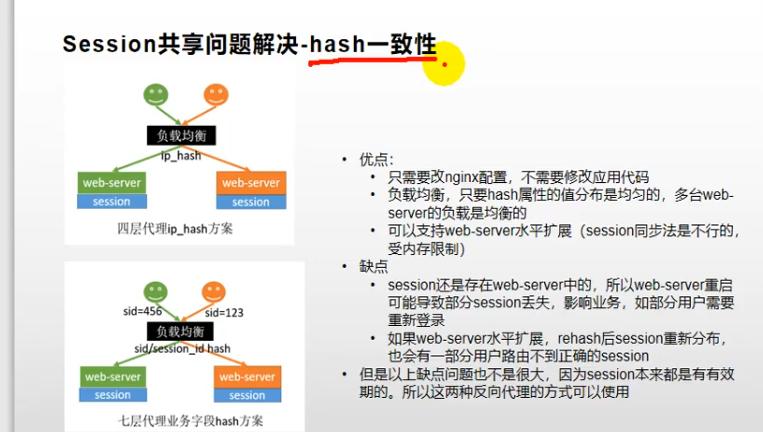 Session共享问题解决-hash一致性
负载均衡
ip_hash
web-server
web-server
session
session
四层代理ip_hash方案
sid=456
sid=123
负载均衡
sid/session_id hash
web-server
web-server
session
session
七层代理业务字段hash方案
• 优点：
• 只需要改nginx配置，不需要修改应用代码
• 负载均衡，只要hash属性的值分布是均匀的，多台web-
server的负载是均衡的
• 可以支持web-server水平扩展（session同步法是不行的，
受内存限制）
• 缺点
• session还是存在web-server中的，所以web-server重启
可能导致部分session丢失，影响业务，如部分用户需要
重新登录
• 如果web-server水平扩展，rehash后session重新分布，
也会有一部分用户路由不到正确的session
• 但是以上缺点问题也不是很大，因为session本来都是有有效
期的。所以这两种反向代理的方式可以使用